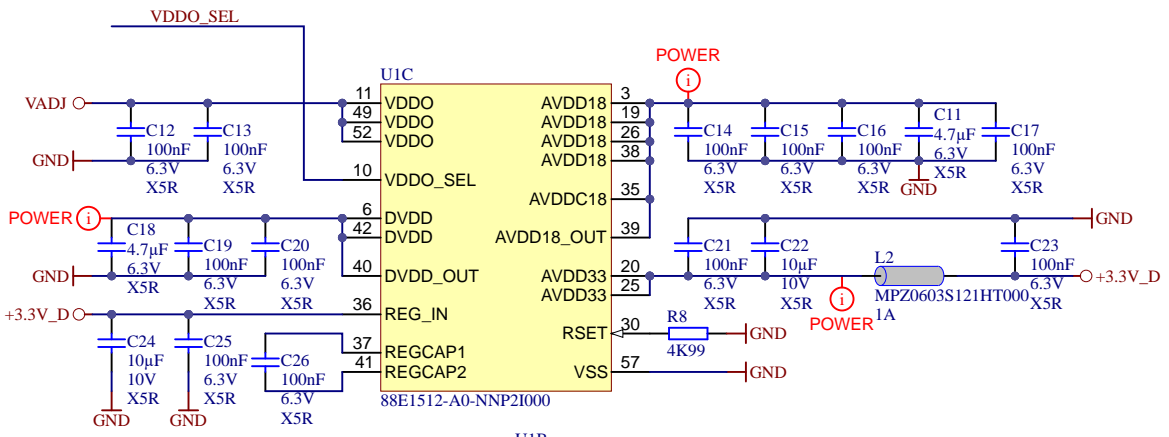 VDDO_SEL
POWER
i
U1C
VADJ
11
VDDO
AVDD18
3
49
VDDO
AVDD18
19
52
VDDO
AVDD18
26
AVDD18
38
C12
100nF
6.3V
X5R
C13
100nF
6.3V
X5R
GND
C14
100nF
6.3V
X5R
C15
100nF
6.3V
X5R
C16
100nF
6.3V
X5R
C11
4.7µF
6.3V
X5R
C17
100nF
6.3V
X5R
GND
10
VDDO_SEL
AVDDC18
35
POWER
i
6
DVDD
42
DVDD
AVDD18_OUT
39
GND
C18
4.7µF
6.3V
X5R
C19
100nF
6.3V
X5R
C20
100nF
6.3V
X5R
GND
40
DVDD_OUT
AVDD33
20
AVDD33
25
C21
100nF
6.3V
X5R
C22
10µF
10V
X5R
i
POWER
L2
MPZ0603S121HT000
1A
C23
100nF
6.3V
X5R
+3.3V_D
+3.3V_D
36
REG_IN
RSET
30
R8
4K99
GND
C24
10µF
10V
X5R
GND
C25
100nF
6.3V
X5R
GND
C26
100nF
6.3V
X5R
37
REGCAP1
41
REGCAP2
VSS
57
GND
88E1512-A0-NNP2I000